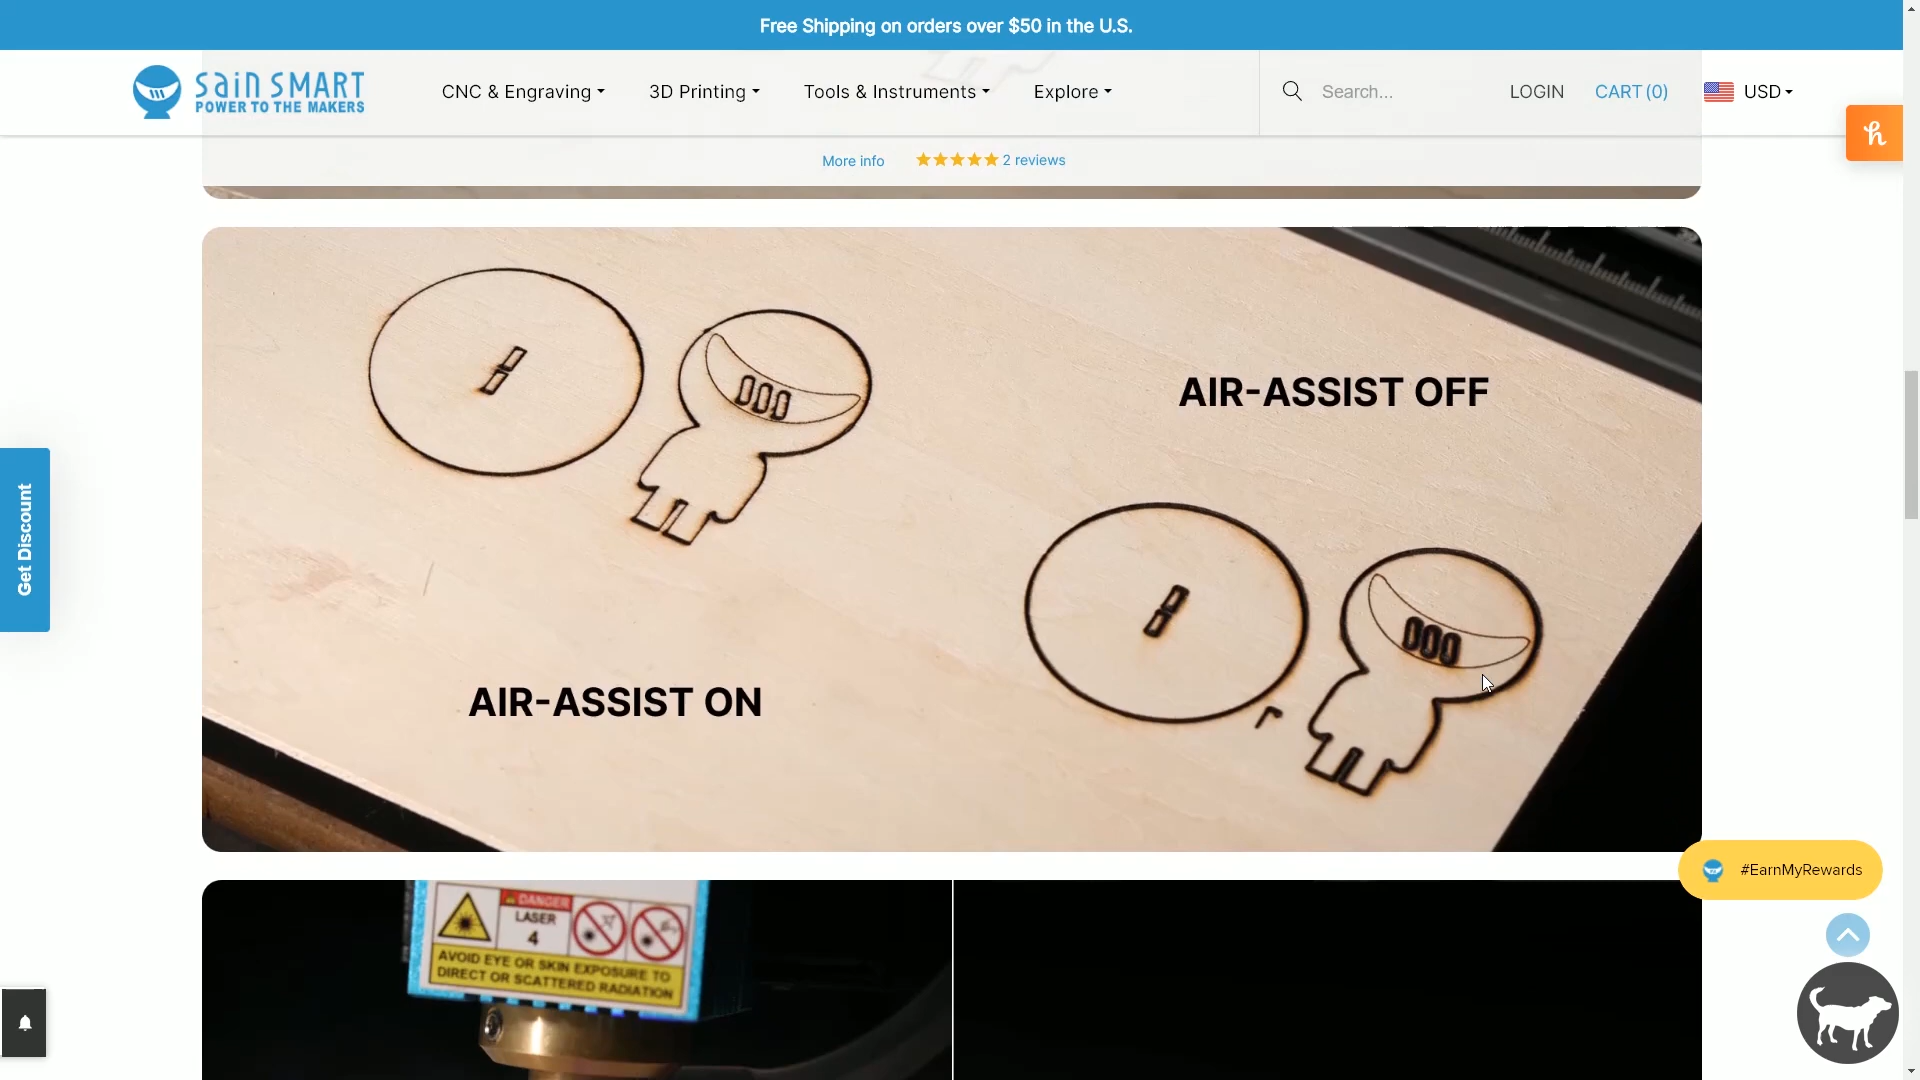 Free Shipping on orders over $50 in the U.S.
SainSMART
POWER TO THE MAKERS
CNC & Engraving
3D Printing
Tools & Instruments
Explore
Search...
LOGIN
CART (0)
USD
More info
2 reviews
AIR-ASSIST OFF
AIR-ASSIST ON
Get Discount
#EarnMyRewards
DANGER
LASER
4
AVOID EYE OR SKIN EXPOSURE TO
DIRECT OR SCATTERED RADIATION